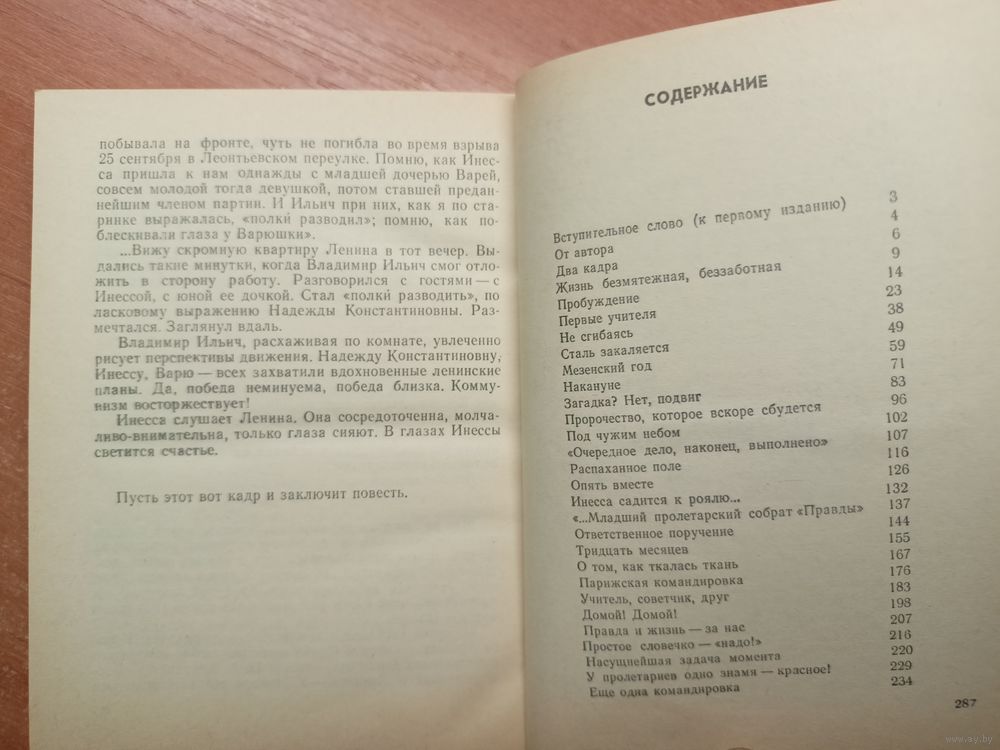 побывала на фронте, чуть не погибла во время взрыва
25 сентября в Леонтьевском переулке. Помню, как Инес-
са пришла к нам однажды с младшей дочерью Варей,
совсем молодой тогда девушкой, потом ставшей предан-
нейшим членом партии. И Ильич при них, как я по ста-
ринке выражалась, «полки́ разводил»; помню, как по-
блескивали глаза у Варюшки».
...Вижу скромную квартиру Ленина в тот вечер. Вы-
дались такие минутки, когда Владимир Ильич смог отло-
жить в сторону работу. Разговорился с гостями — с
Инессой, с юной ее дочкой. Стал «полки́ разводить», по
ласковому выражению Надежды Константиновны. Раз-
мечтался. Заглянул вдаль.
Владимир Ильич, расхаживая по комнате, увлеченно
рисует перспективы движения. Надежду Константиновну,
Инессу, Варю — всех захватили вдохновенные ленинские
планы. Да, победа неминуема, победа близка. Комму-
низм восторжествует!
Инесса слушает Ленина. Она сосредоточенна, молча-
ливо-внимательна, только глаза сияют. В глазах Инессы
светится счастье.
Пусть этот вот кадр и заключит повесть.
СОДЕРЖАНИЕ
Вступительное слово (к первому изданию) 3
От автора 4
Два кадра 6
Жизнь безмятежная, беззаботная 9
Пробуждение 14
Первые учителя 23
Не сгибаясь 38
Сталь закаляется 49
Мезенский год 59
Накануне 71
Загадка? Нет, подвиг 83
Пророчество, которое вскоре сбудется 96
Под чужим небом 102
«Очередное дело, наконец, выполнено» 107
Распаханное поле 116
Опять вместе 126
Инесса садится к роялю... 132
«...Младший пролетарский собрат «Правды» 137
Ответственное поручение 144
Тридцать месяцев 155
О том, как ткалась ткань 167
Парижская командировка 176
Учитель, советчик, друг 183
Домой! Домой! 198
Правда и жизнь — за нас 207
Простое словечко — «надо!» 216
Насущнейшая задача момента 220
У пролетариев одно знамя — красное! 229
Еще одна командировка 234
287
www.ay.by